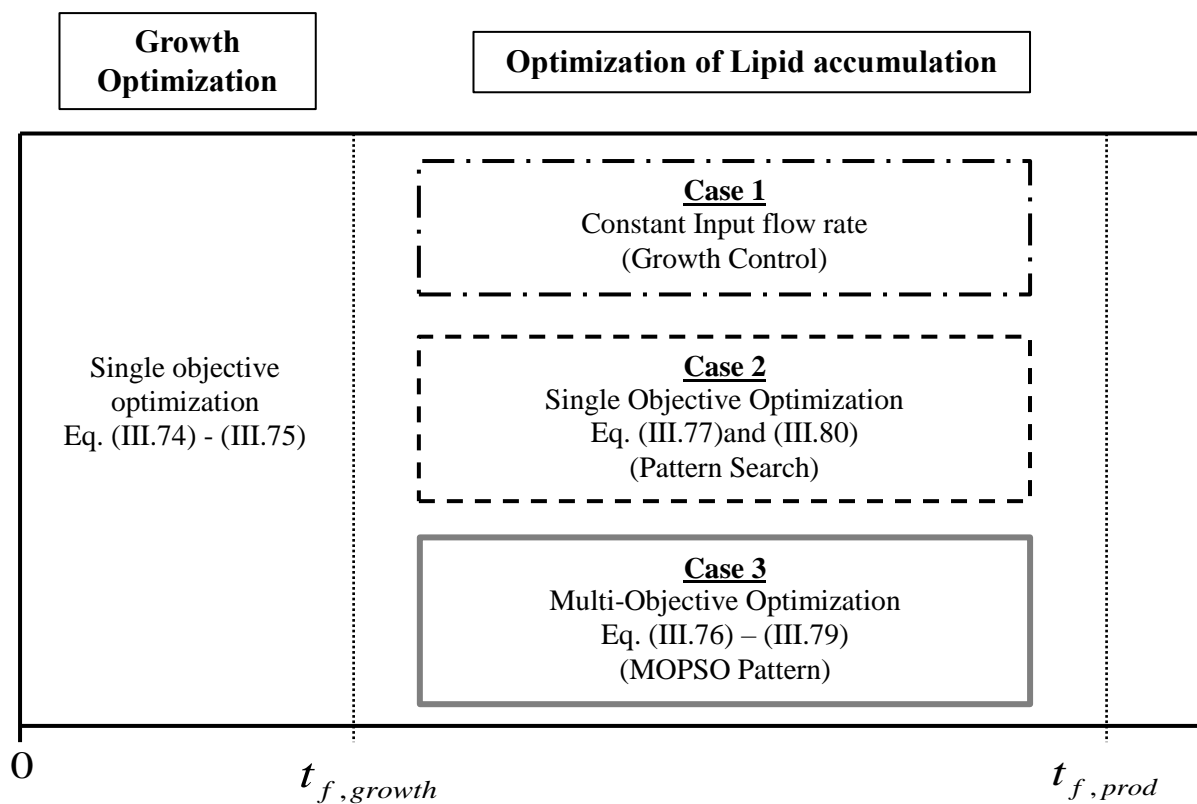 Growth
Optimization
Optimization of Lipid accumulation
Single objective
optimization
Eq. (III.74) - (III.75)
Case 1
Constant Input flow rate
(Growth Control)
Case 2
Single Objective Optimization
Eq. (III.77)and (III.80)
(Pattern Search)
Case 3
Multi-Objective Optimization
Eq. (III.76) – (III.79)
(MOPSO Pattern)
0
t f ,growth
t f ,prod